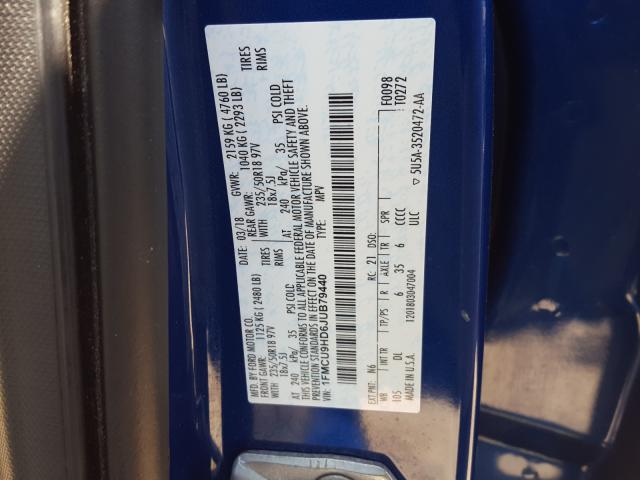 MFD. BY FORD MOTOR CO.
DATE: 03/18 GVWR: 2159 KG ( 4760 LB)
FRONT GAWR: 1125 KG ( 2480 LB) REAR GAWR: 1040 KG ( 2293 LB)
WITH 235/50R18 97V TIRES WITH 235/50R18 97V TIRES
18x7.5J RIMS 18x7.5J RIMS
AT 240 kPa/ 35 PSI COLD AT 240 kPa/ 35 PSI COLD
THIS VEHICLE CONFORMS TO ALL APPLICABLE FEDERAL MOTOR VEHICLE SAFETY AND THEFT
PREVENTION STANDARDS IN EFFECT ON THE DATE OF MANUFACTURE SHOWN ABOVE.
VIN: 1FMCU9HD6JUB79440
TYPE: MPV
F0098
T0272
EXT PNT: N6 RC: 21 DSO:
WB INT TR TP/PS R AXLE TR SPR
105 DL 6 35 6 CCCC
1201803047004 ULC
MADE IN U.S.A.
▽ 5U5A-3520472-AA